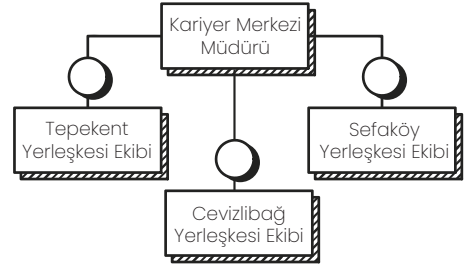 Kariyer Merkezi
Müdürü
Tepekent
Yerleşkesi Ekibi
Sefaköy
Yerleşkesi Ekibi
Cevizlibağ
Yerleşkesi Ekibi